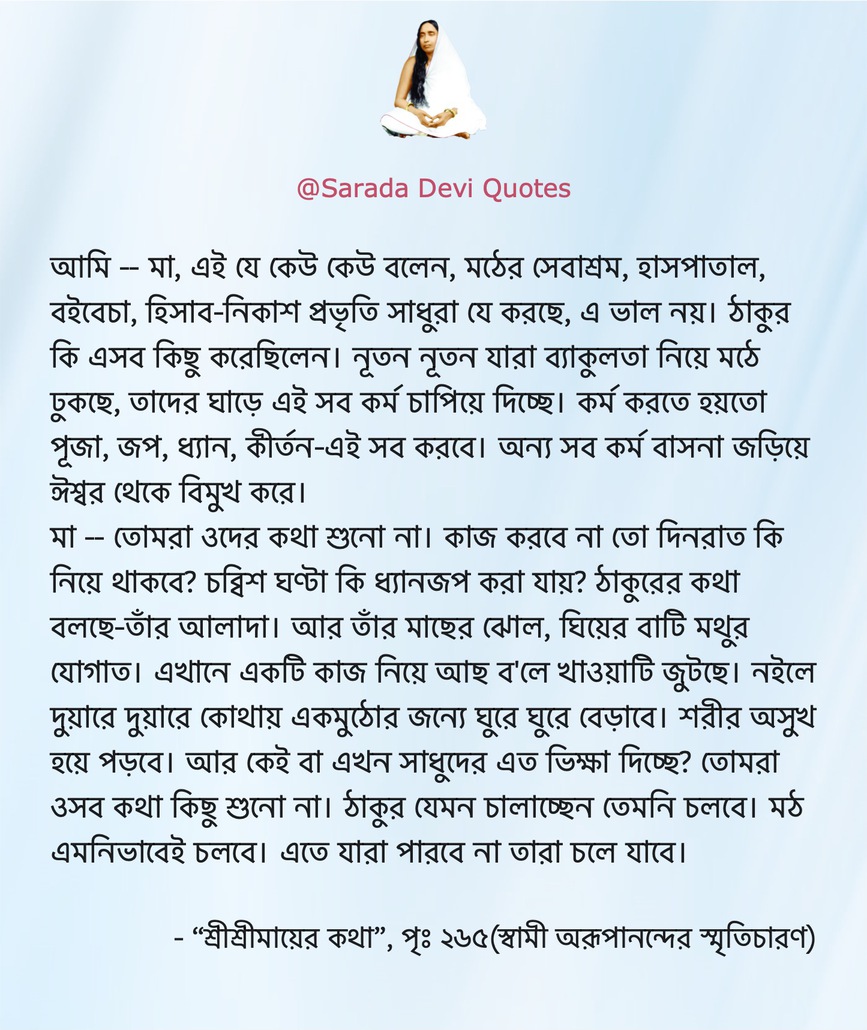 @Sarada Devi Quotes
আমি -- মা, এই যে কেউ কেউ বলেন, মঠের সেবাশ্রম, হাসপাতাল,
বইবেচা, হিসাব-নিকাশ প্রভৃতি সাধুরা যে করছে, এ ভাল নয়। ঠাকুর
কি এসব কিছু করেছিলেন। নূতন নূতন যারা ব্যাকুলতা নিয়ে মঠে
ঢুকছে, তাদের ঘাড়ে এই সব কর্ম চাপিয়ে দিচ্ছে। কর্ম করতে হয়তো
পূজা, জপ, ধ্যান, কীর্তন-এই সব করবে। অন্য সব কর্ম বাসনা জড়িয়ে
ঈশ্বর থেকে বিমুখ করে।
মা -- তোমরা ওদের কথা শুনো না। কাজ করবে না তো দিনরাত কি
নিয়ে থাকবে? চব্বিশ ঘণ্টা কি ধ্যানজপ করা যায়? ঠাকুরের কথা
বলছে-তাঁর আলাদা। আর তাঁর মাছের ঝোল, ঘিয়ের বাটি মথুর
যোগাত। এখানে একটি কাজ নিয়ে আছ ব'লে খাওয়াটি জুটছে। নইলে
দুয়ারে দুয়ারে কোথায় একমুঠোর জন্যে ঘুরে ঘুরে বেড়াবে। শরীর অসুখ
হয়ে পড়বে। আর কেই বা এখন সাধুদের এত ভিক্ষা দিচ্ছে? তোমরা
ওসব কথা কিছু শুনো না। ঠাকুর যেমন চালাচ্ছেন তেমনি চলবে। মঠ
এমনিভাবেই চলবে। এতে যারা পারবে না তারা চলে যাবে।
- “শ্রীশ্রীমায়ের কথা”, পৃঃ ২৬৫(স্বামী অরূপানন্দের স্মৃতিচারণ)